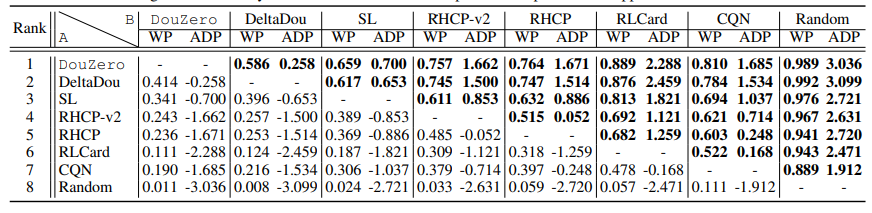 Rank B A DouZero DeltaDou SL RHCP-v2 RHCP RLCard CQN Random
WP ADP WP ADP WP ADP WP ADP WP ADP WP ADP WP ADP WP ADP
1 DouZero - - 0.586 0.258 0.659 0.700 0.757 1.662 0.764 1.671 0.889 2.288 0.810 1.685 0.989 3.036
2 DeltaDou 0.414 -0.258 - - 0.617 0.653 0.745 1.500 0.747 1.514 0.876 2.459 0.784 1.534 0.992 3.099
3 SL 0.341 -0.700 0.396 -0.653 - - 0.611 0.853 0.632 0.886 0.813 1.821 0.694 1.037 0.976 2.721
4 RHCP-v2 0.243 -1.662 0.257 -1.500 0.389 -0.853 - - 0.515 0.052 0.692 1.121 0.621 0.714 0.967 2.631
5 RHCP 0.236 -1.671 0.253 -1.514 0.369 -0.886 0.485 -0.052 - - 0.682 1.259 0.603 0.248 0.941 2.720
6 RLCard 0.111 -2.288 0.124 -2.459 0.187 -1.821 0.309 -1.121 0.318 -1.259 - - 0.522 0.168 0.943 2.471
7 CQN 0.190 -1.685 0.216 -1.534 0.306 -1.037 0.379 -0.714 0.397 -0.248 0.478 -0.168 - - 0.889 1.912
8 Random 0.011 -3.036 0.008 -3.099 0.024 -2.721 0.033 -2.631 0.059 -2.720 0.057 -2.471 0.111 -1.912 - -